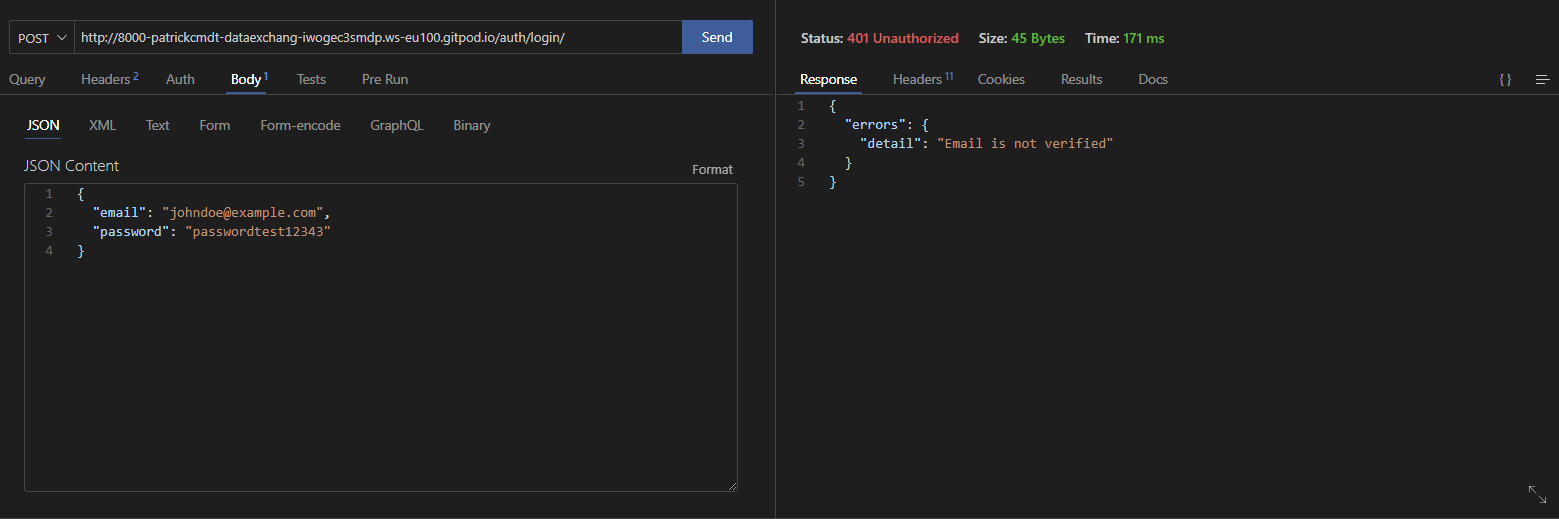 POST http://8000-patrickcmdt-dataexchang-iwogec3smdp.ws-eu100.gitpod.io/auth/login/ Send
Query Headers 2 Auth Body 1 Tests Pre Run
JSON XML Text Form Form-encode GraphQL Binary
JSON Content
Format
1 {
2 "email": "johndoe@example.com",
3 "password": "passwordtest12343"
4 }
Status: 401 Unauthorized Size: 45 Bytes Time: 171 ms
Response Headers 11 Cookies Results Docs { }
1 {
2 "errors": {
3 "detail": "Email is not verified"
4 }
5 }